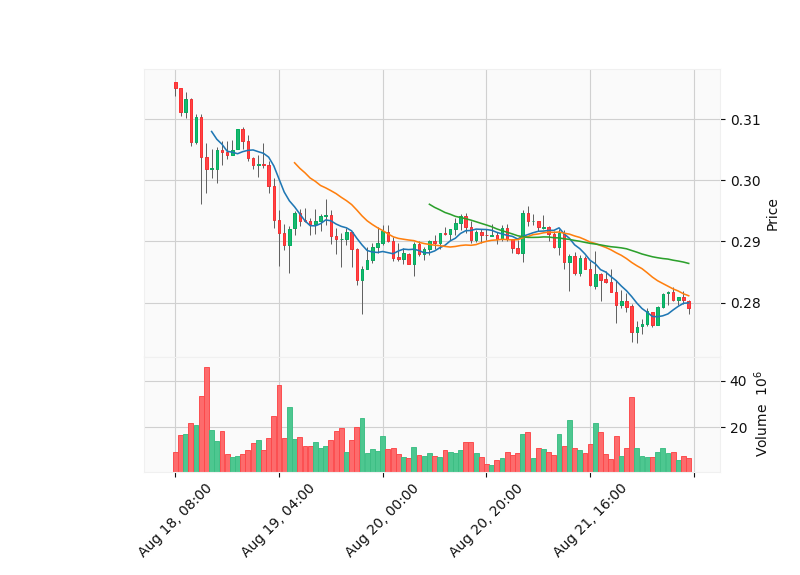 0.31
0.30
0.29
0.28
Price
40
20
Volume 10^6
Aug 18, 08:00
Aug 19, 04:00
Aug 20, 00:00
Aug 20, 20:00
Aug 21, 16:00